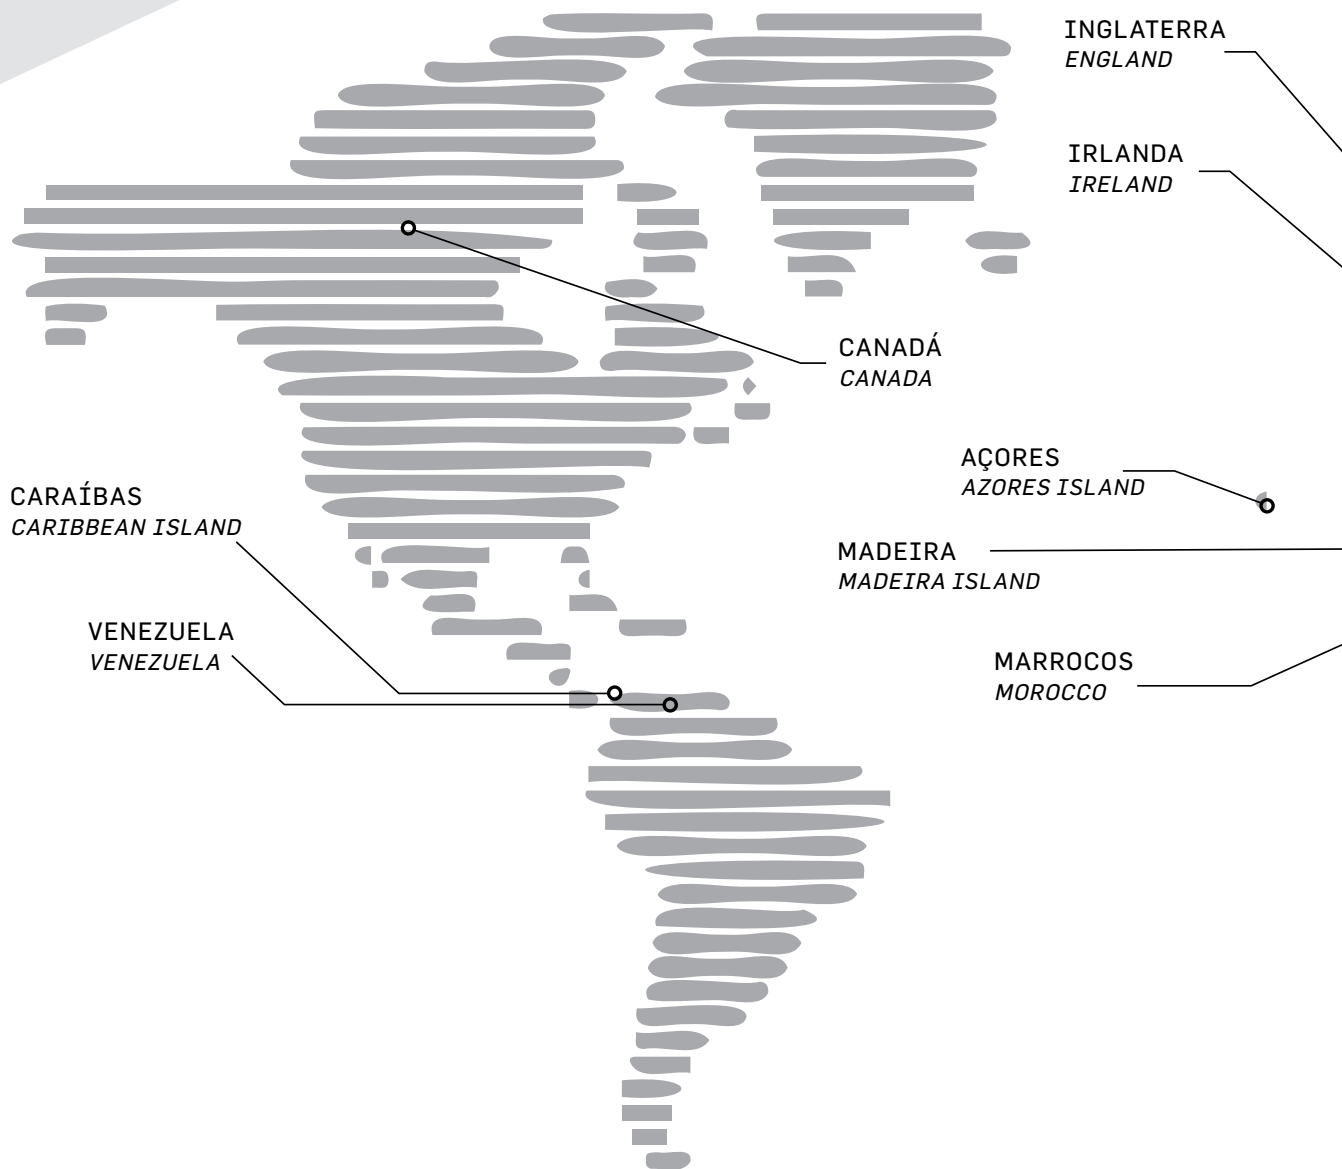 INGLATERRA
ENGLAND
IRLANDA
IRELAND
CANADÁ
CANADA
AÇORES
AZORES ISLAND
CARAÍBAS
CARIBBEAN ISLAND
MADEIRA
MADEIRA ISLAND
VENEZUELA
VENEZUELA
MARROCOS
MOROCCO